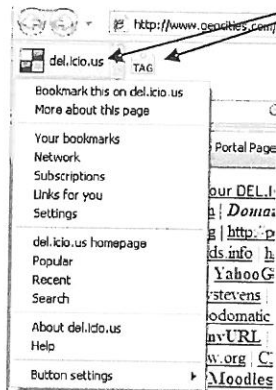 http://www.geocities.com/
del.icio.us TAG
Bookmark this on del.icio.us
More about this page
Your bookmarks
Network
Subscriptions
Links for you
Settings
del.icio.us homepage
Popular
Recent
Search
About del.icio.us
Help
Button settings
Portal Page
our DEL.I
http://p
ds.info
YahooG
stevens
odomatic
nyURL
w.org
Moodles